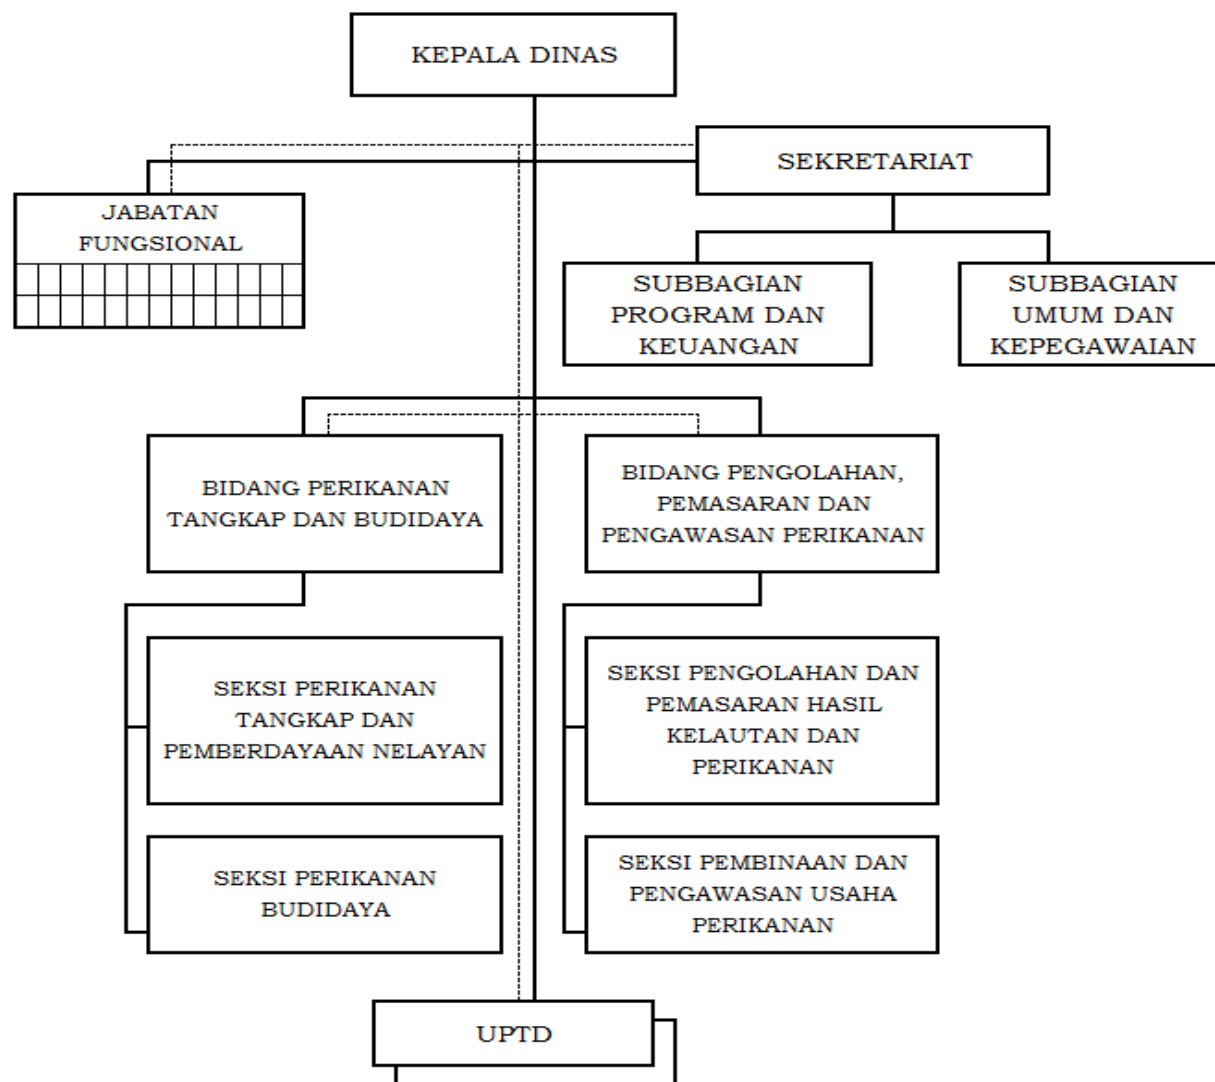 KEPALA DINAS
SEKRETARIAT
JABATAN
FUNGSIONAL
SUBBAGIAN
PROGRAM DAN
KEUANGAN
SUBBAGIAN
UMUM DAN
KEPEGAWAIAN
BIDANG PERIKANAN
TANGKAP DAN BUDIDAYA
BIDANG PENGOLAHAN,
PEMASARAN DAN
PENGAWASAN PERIKANAN
SEKSI PERIKANAN
TANGKAP DAN
PEMBERDAYAAN NELAYAN
SEKSI PENGOLAHAN DAN
PEMASARAN HASIL
KELAUTAN DAN
PERIKANAN
SEKSI PERIKANAN
BUDIDAYA
SEKSI PEMBINAAN DAN
PENGAWASAN USAHA
PERIKANAN
UPTD